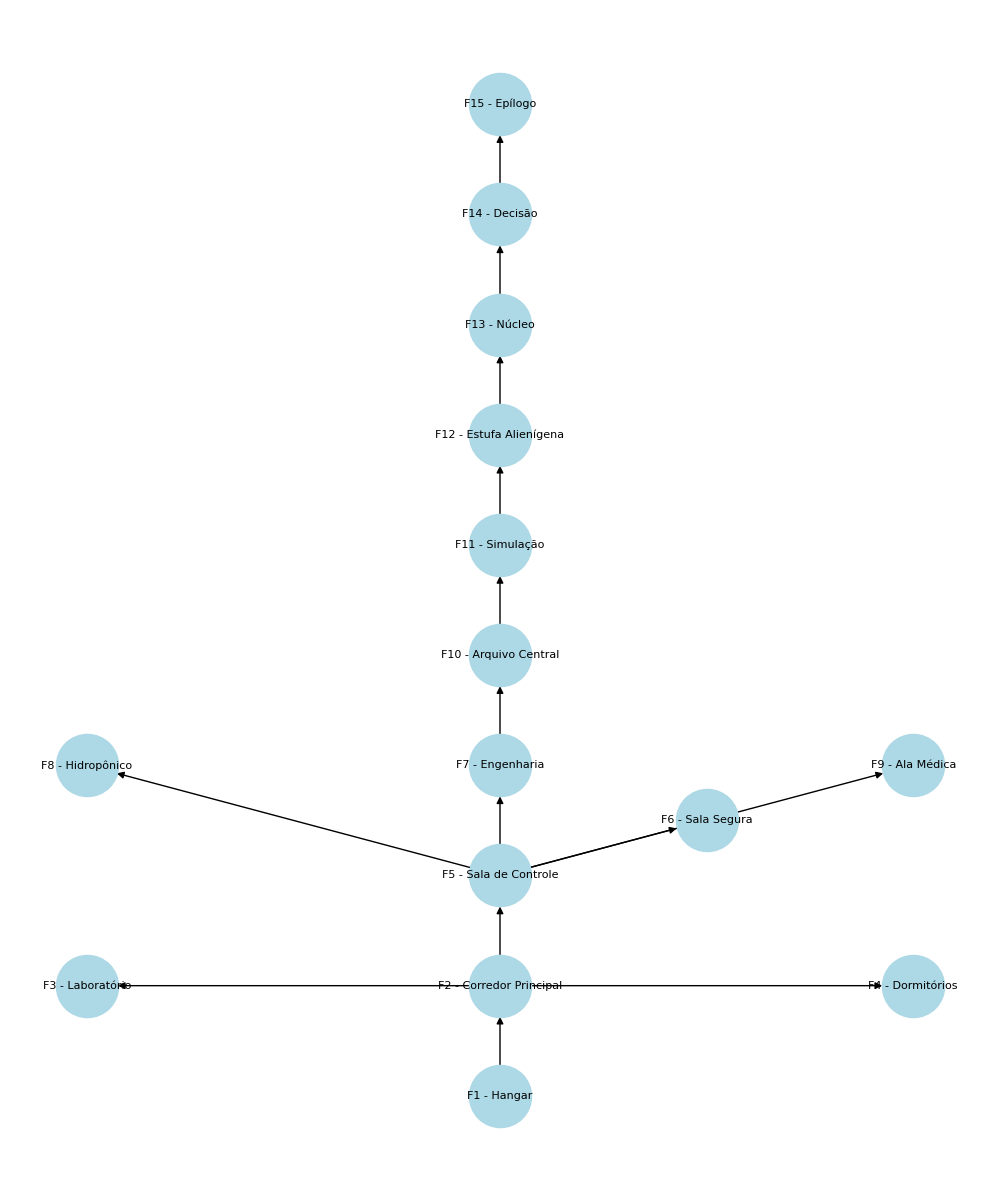 F15 - Epílogo
F14 - Decisão
F13 - Núcleo
F12 - Estufa Alienígena
F11 - Simulação
F10 - Arquivo Central
F8 - Hidropônico
F7 - Engenharia
F9 - Ala Médica
F6 - Sala Segura
F5 - Sala de Controle
F3 - Laboratório
F2 - Corredor Principal
F4 - Dormitórios
F1 - Hangar